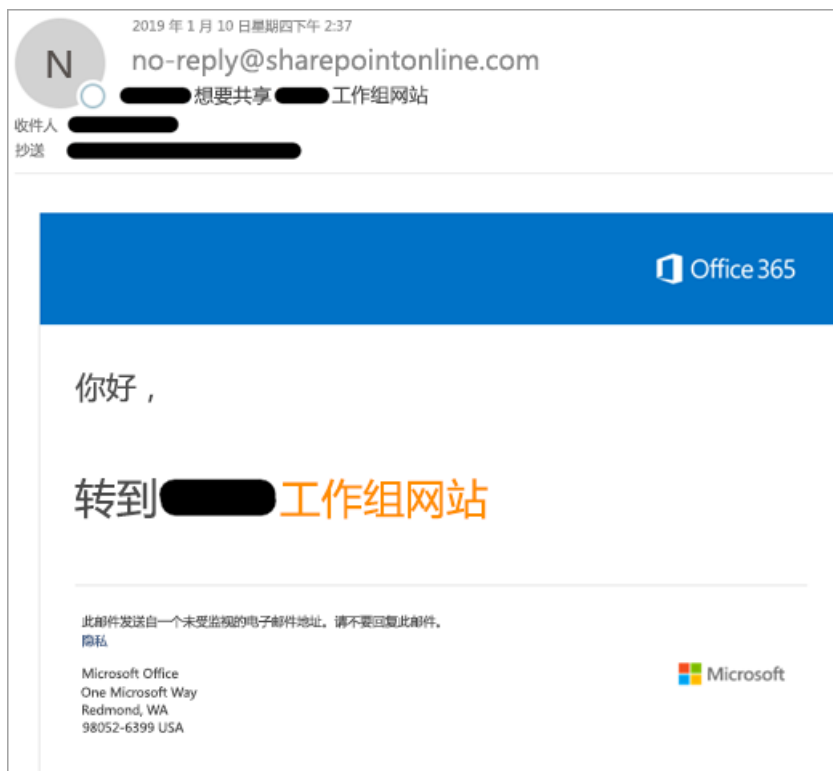 2019 年 1 月 10 日星期四下午 2:37
N
no-reply@sharepointonline.com
想要共享 工作组网站
收件人
抄送
Office 365
你好，
转到 工作组网站
此邮件发送自一个未受监视的电子邮件地址。请不要回复此邮件。
隐私
Microsoft Office
One Microsoft Way
Redmond, WA
98052-6399 USA
Microsoft